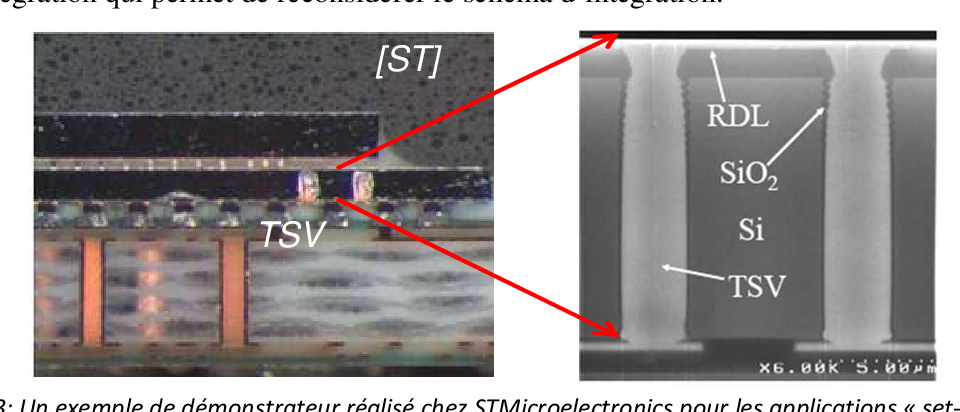 égration qui permet de reconsidérer le schéma d'intégration.
[ST]
TSV
RDL
SiO2
Si
TSV
X6.00K 5.00µm
3: Un exemple de démonstrateur réalisé chez STMicroelectronics pour les applications « set-